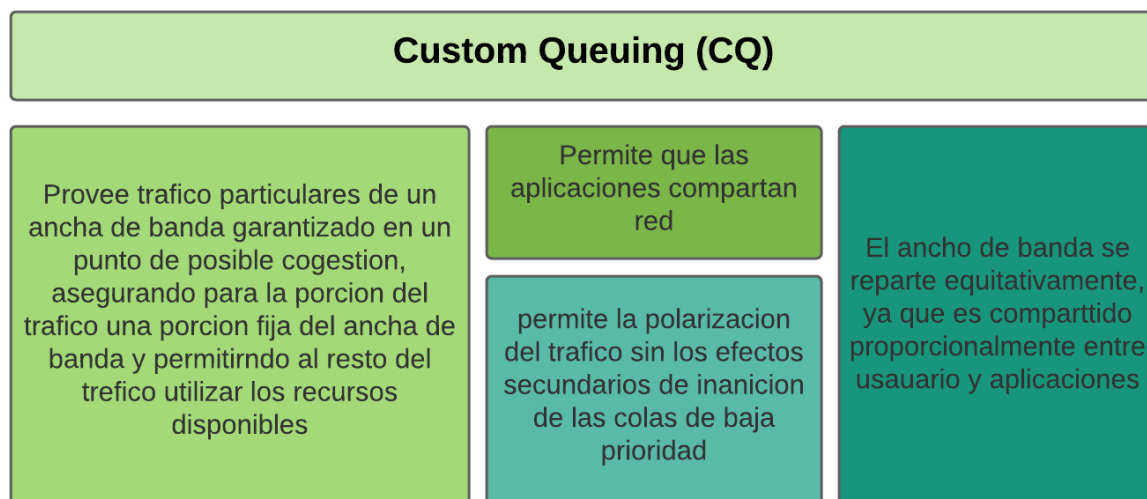 Custom Queuing (CQ)
Provee trafico particulares de un
ancha de banda garantizado en un
punto de posible cogestion,
asegurando para la porcion del
trafico una porcion fija del ancha de
banda y permitirndo al resto del
trefico utilizar los recursos
disponibles
Permite que las
aplicaciones compartan
red
permite la polarizacion
del trafico sin los efectos
secundarios de inanicion
de las colas de baja
prioridad
El ancho de banda se
reparte equitativamente,
ya que es comparttido
proporcionalmente entre
usauario y aplicaciones